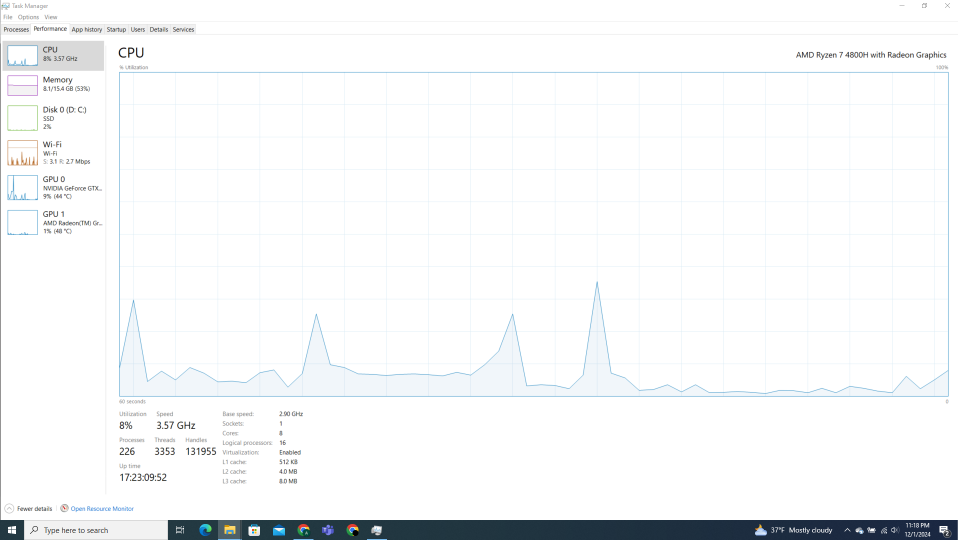 Task Manager
File Options View
Processes Performance App history Startup Users Details Services
CPU
8% 3.57 GHz
Memory
8.1/15.4 GB (53%)
Disk 0 (D: C:)
SSD
2%
Wi-Fi
Wi-Fi
S: 3.1 R: 2.7 Mbps
GPU 0
NVIDIA GeForce GTX...
9% (44 °C)
GPU 1
AMD Radeon(TM) Gr...
1% (48 °C)
CPU
AMD Ryzen 7 4800H with Radeon Graphics
% Utilization
100%
60 seconds
0
Utilization Speed
8% 3.57 GHz
Processes Threads Handles
226 3353 131955
Up time
17:23:09:52
Base speed: 2.90 GHz
Sockets: 1
Cores: 8
Logical processors: 16
Virtualization: Enabled
L1 cache: 512 KB
L2 cache: 4.0 MB
L3 cache: 8.0 MB
Fewer details
Open Resource Monitor
Type here to search
37°F Mostly cloudy
11:18 PM
12/1/2024
2